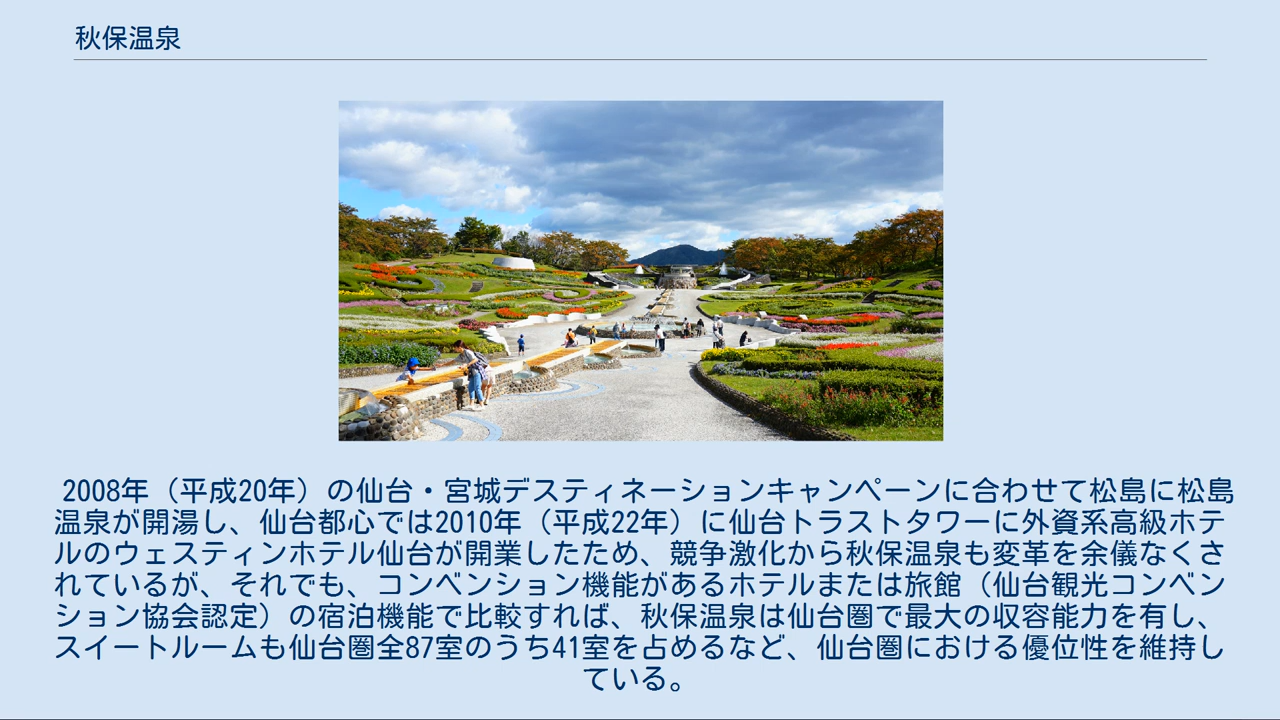 秋保温泉
2008年（平成20年）の仙台・宮城デスティネーションキャンペーンに合わせて松島に松島
温泉が開湯し、仙台都心では2010年（平成22年）に仙台トラストタワーに外資系高級ホテ
ルのウェスティンホテル仙台が開業したため、競争激化から秋保温泉も変革を余儀なくさ
れているが、それでも、コンベンション機能があるホテルまたは旅館（仙台観光コンベン
ション協会認定）の宿泊機能で比較すれば、秋保温泉は仙台圏で最大の収容能力を有し、
スイートルームも仙台圏全87室のうち41室を占めるなど、仙台圏における優位性を維持し
ている。